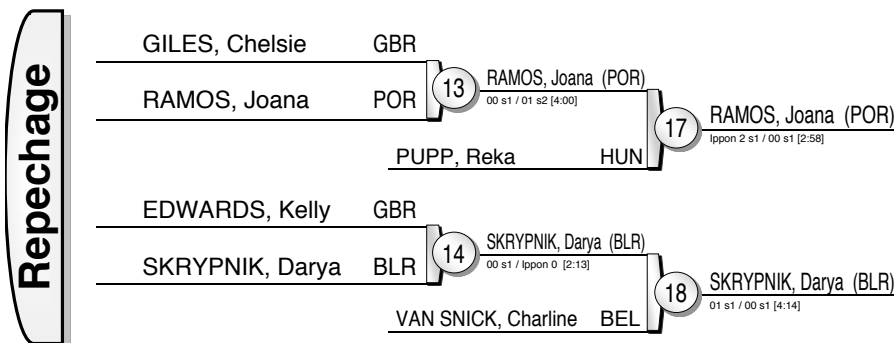 Repechage
GILES, Chelsie GBR
RAMOS, Joana POR
13
RAMOS, Joana (POR)
00 s1 / 01 s2 [4:00]
PUPP, Reka HUN
17
RAMOS, Joana (POR)
Ippon 2 s1 / 00 s1 [2:58]
EDWARDS, Kelly GBR
SKRYPNIK, Darya BLR
14
SKRYPNIK, Darya (BLR)
00 s1 / Ippon 0 [2:13]
VAN SNICK, Charline BEL
18
SKRYPNIK, Darya (BLR)
01 s1 / 00 s1 [4:14]